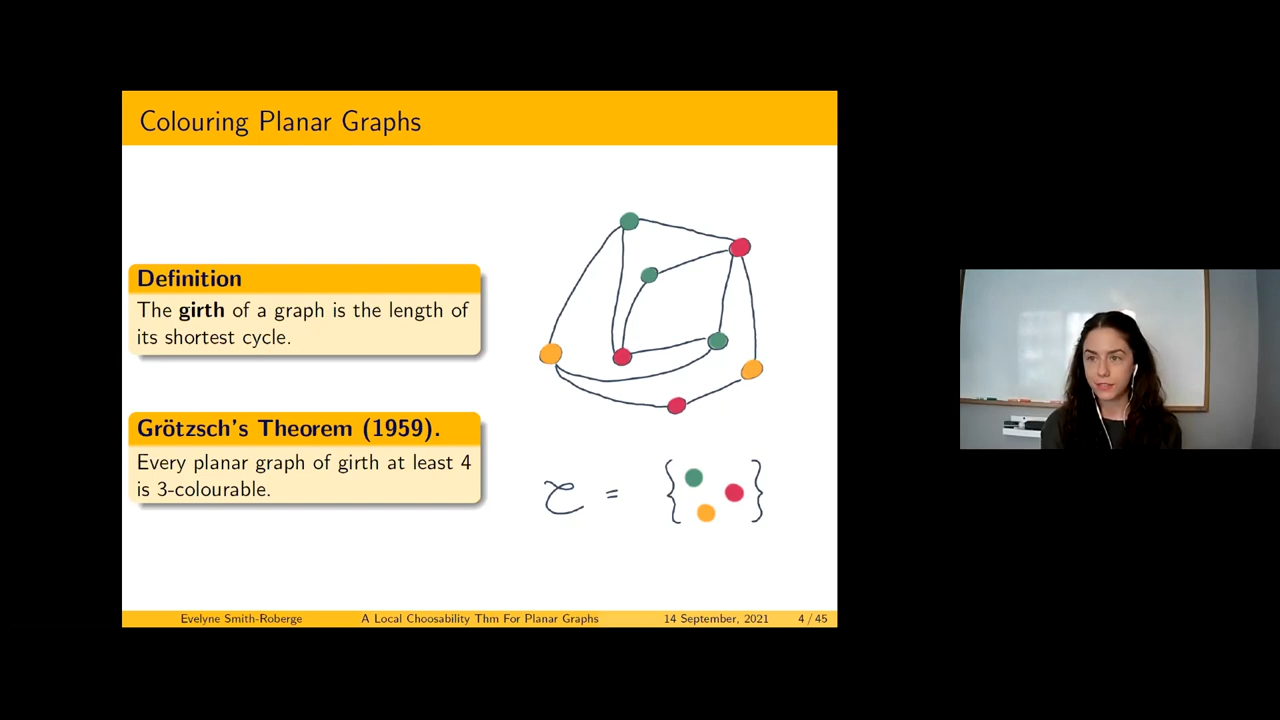 Colouring Planar Graphs
Definition
The girth of a graph is the length of
its shortest cycle.
Grötzsch's Theorem (1959).
Every planar graph of girth at least 4
is 3-colourable.
Evelyne Smith-Roberge
A Local Choosability Thm For Planar Graphs
14 September, 2021
4 / 45